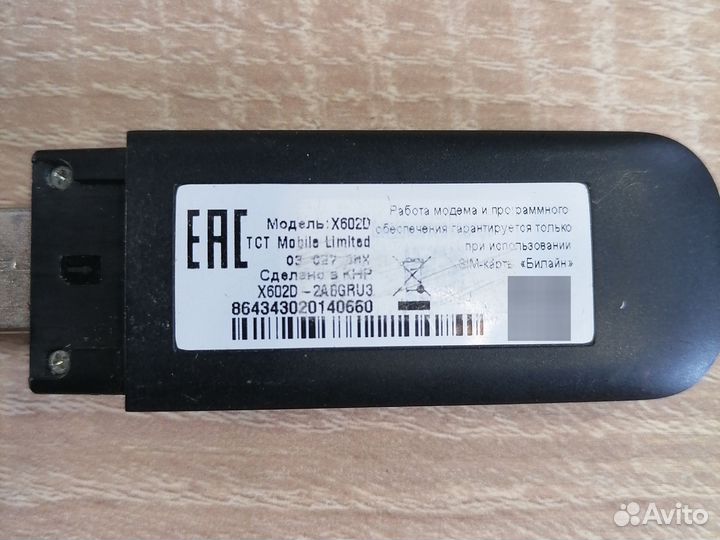 EAC
Модель: X602D
TCT Mobile Limited
Сделано в КНР
X602D-2A8GRU3
864343020140660
Работа модема и программного
обеспечения гарантируется только
при использовании
SIM-карты «Билайн»
Avito